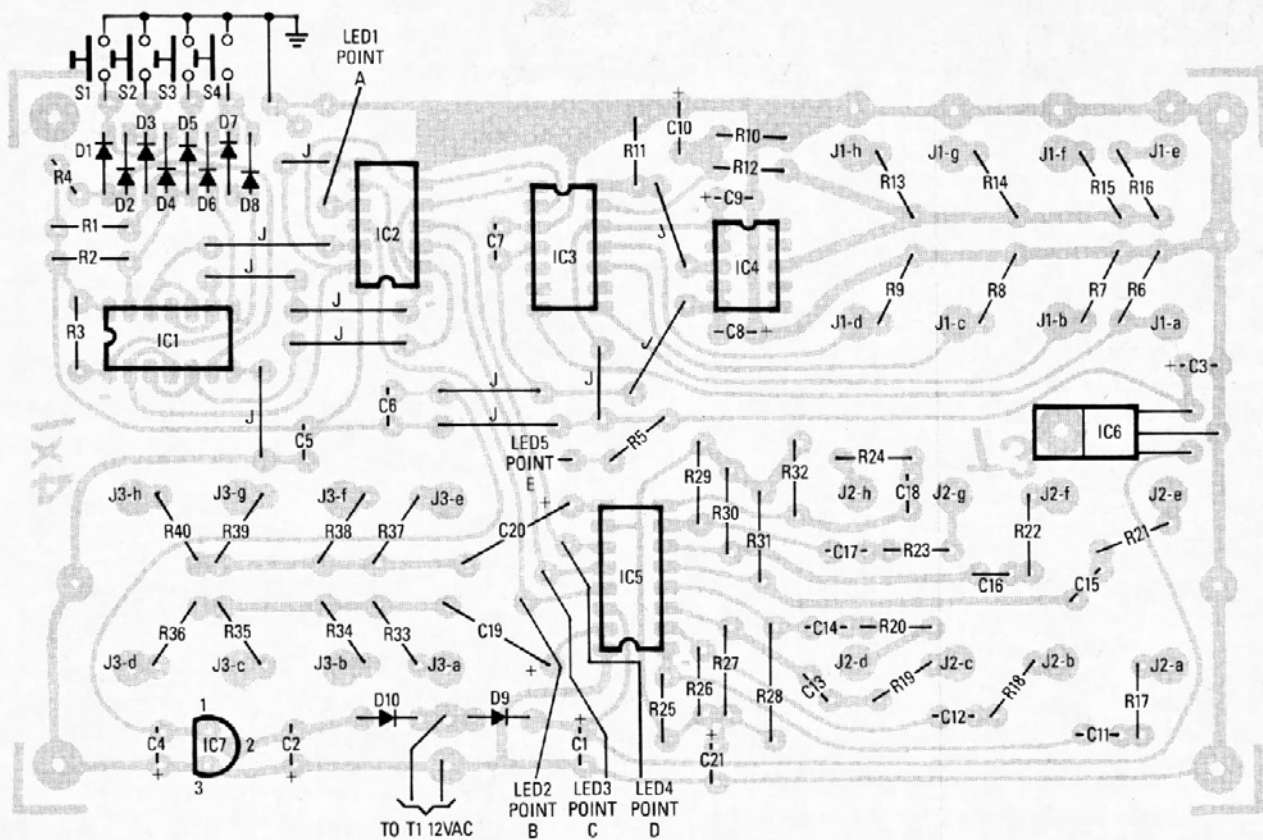 LED1
POINT
A
S1 S2 S3 S4
D3 D5 D7
D1
D2 D4 D6 D8
R4
R1
R2
R3
J
J
J
J
J
J
IC2
IC1
C7
IC3
R11
+
C10
R10
R12
+ C9
J
IC4
C8 +
J
J
J1-h J1-g J1-f J1-e
R13 R14 R15 R16
R9 R8 R7 R6
J1-d J1-c J1-b J1-a
+ C3
C6
C5
J
J
R5
LED5
POINT
E
IC6
J3-h J3-g J3-f J3-e
R40 R39 R38 R37
C20
+
R29
R30
R31
R32
R24
J2-h C18 J2-g J2-f J2-e
R22
R21
C17 R23
C16
C15
IC5
R36 R35 R34 R33
C19
+
J3-d J3-c J3-b J3-a
C14 R20
J2-d J2-c J2-b J2-a
C13
R19
R18
R17
C12
C11
R25
R26
R27
R28
D10 D9
1
2
3
IC7
C4
+
C2
+
+
C1
+
C21
TO T1 12VAC
LED2
POINT
B
LED3
POINT
C
LED4
POINT
D